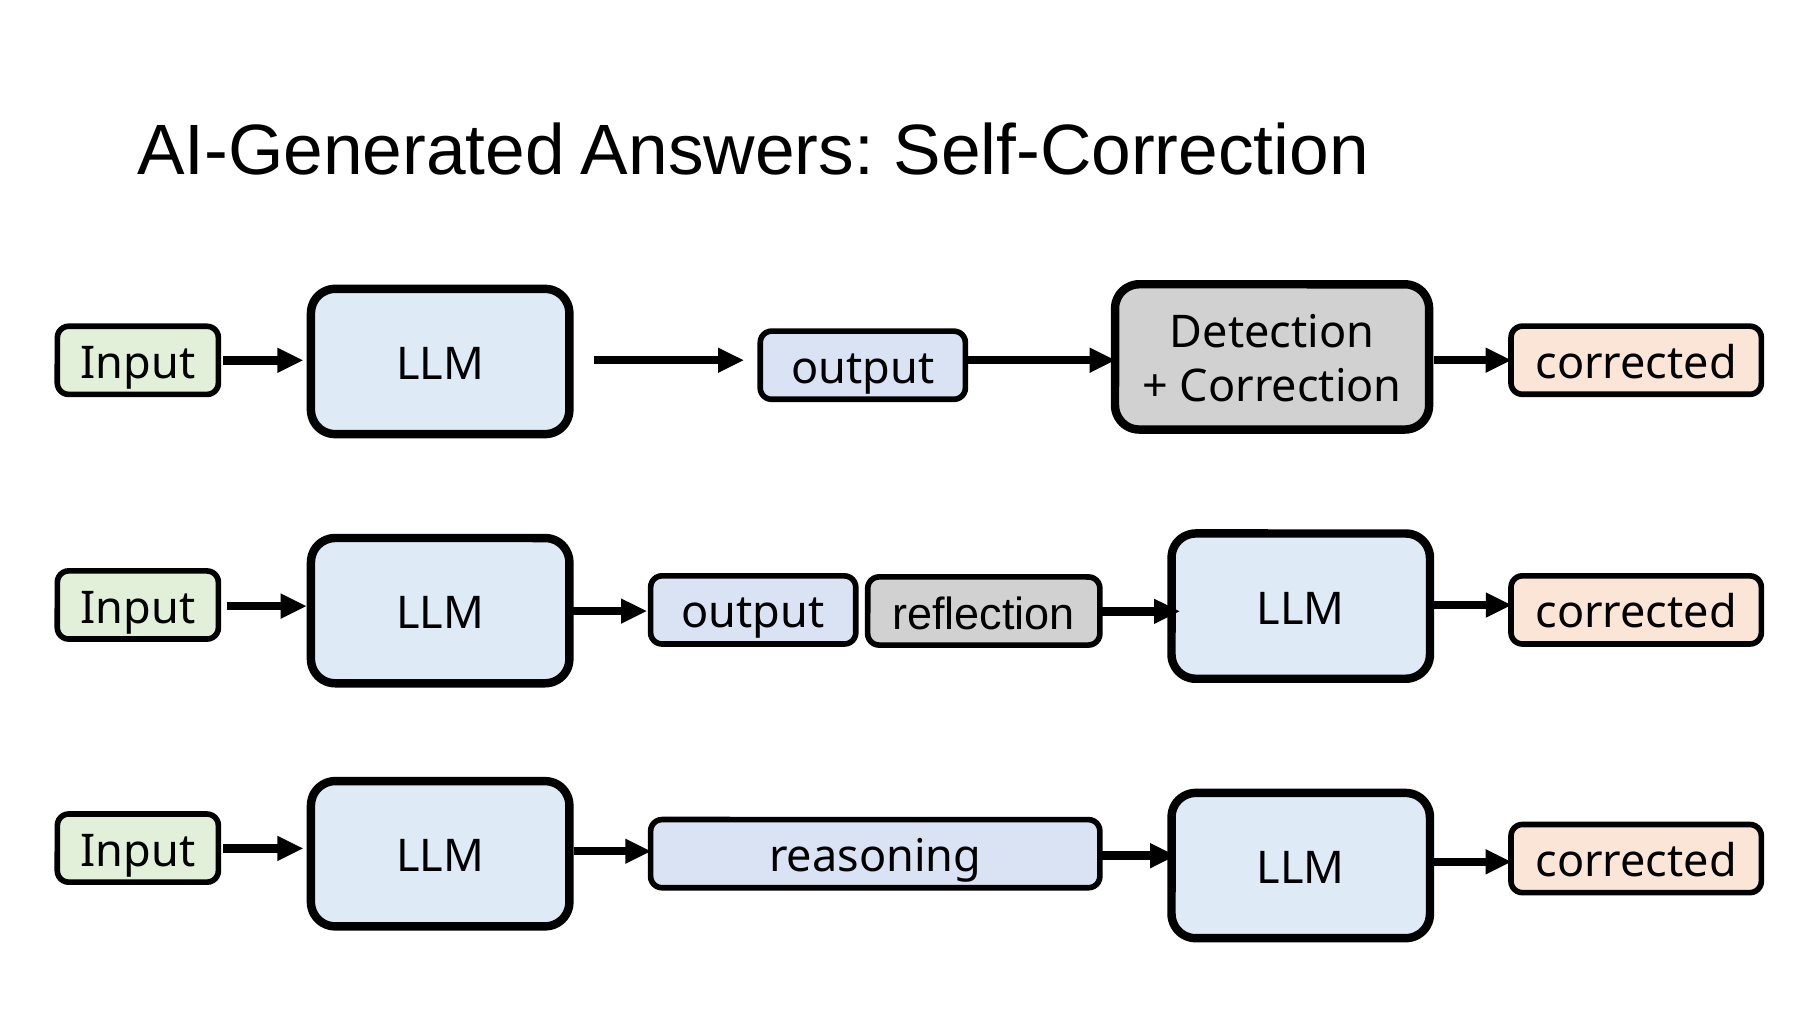 AI-Generated Answers: Self-Correction
Input
LLM
output
Detection
+ Correction
corrected
Input
LLM
output
reflection
LLM
corrected
Input
LLM
reasoning
LLM
corrected